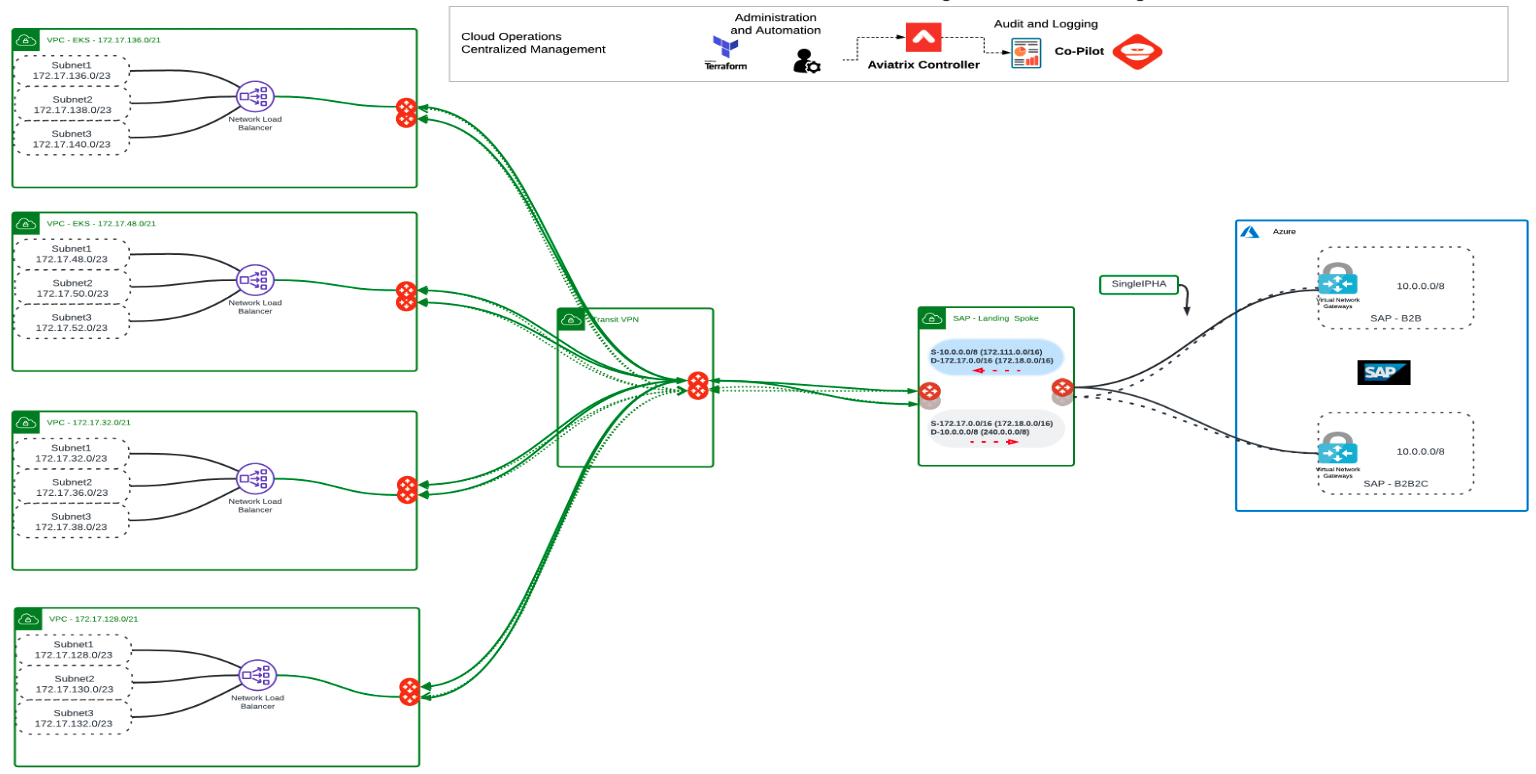 Cloud Operations
Centralized Management
Administration
and Automation
Terraform
Aviatrix Controller
Audit and Logging
Co-Pilot
VPC - EKS - 172.17.136.0/21
Subnet1
172.17.136.0/23
Subnet2
172.17.138.0/23
Subnet3
172.17.140.0/23
Network Load
Balancer
VPC - EKS - 172.17.48.0/21
Subnet1
172.17.48.0/23
Subnet2
172.17.50.0/23
Subnet3
172.17.52.0/23
Network Load
Balancer
VPC - 172.17.32.0/21
Subnet1
172.17.32.0/23
Subnet2
172.17.36.0/23
Subnet3
172.17.38.0/23
Network Load
Balancer
VPC - 172.17.128.0/21
Subnet1
172.17.128.0/23
Subnet2
172.17.130.0/23
Subnet3
172.17.132.0/23
Network Load
Balancer
Transit VPN
SAP - Landing Spoke
S-10.0.0.0/8 (172.111.0.0/16)
D-172.17.0.0/16 (172.18.0.0/16)
S-172.17.0.0/16 (172.18.0.0/16)
D-10.0.0.0/8 (240.0.0.0/8)
SingleIPHA
Azure
Virtual Network
Gateways
10.0.0.0/8
SAP - B2B
SAP
Virtual Network
Gateways
10.0.0.0/8
SAP - B2B2C